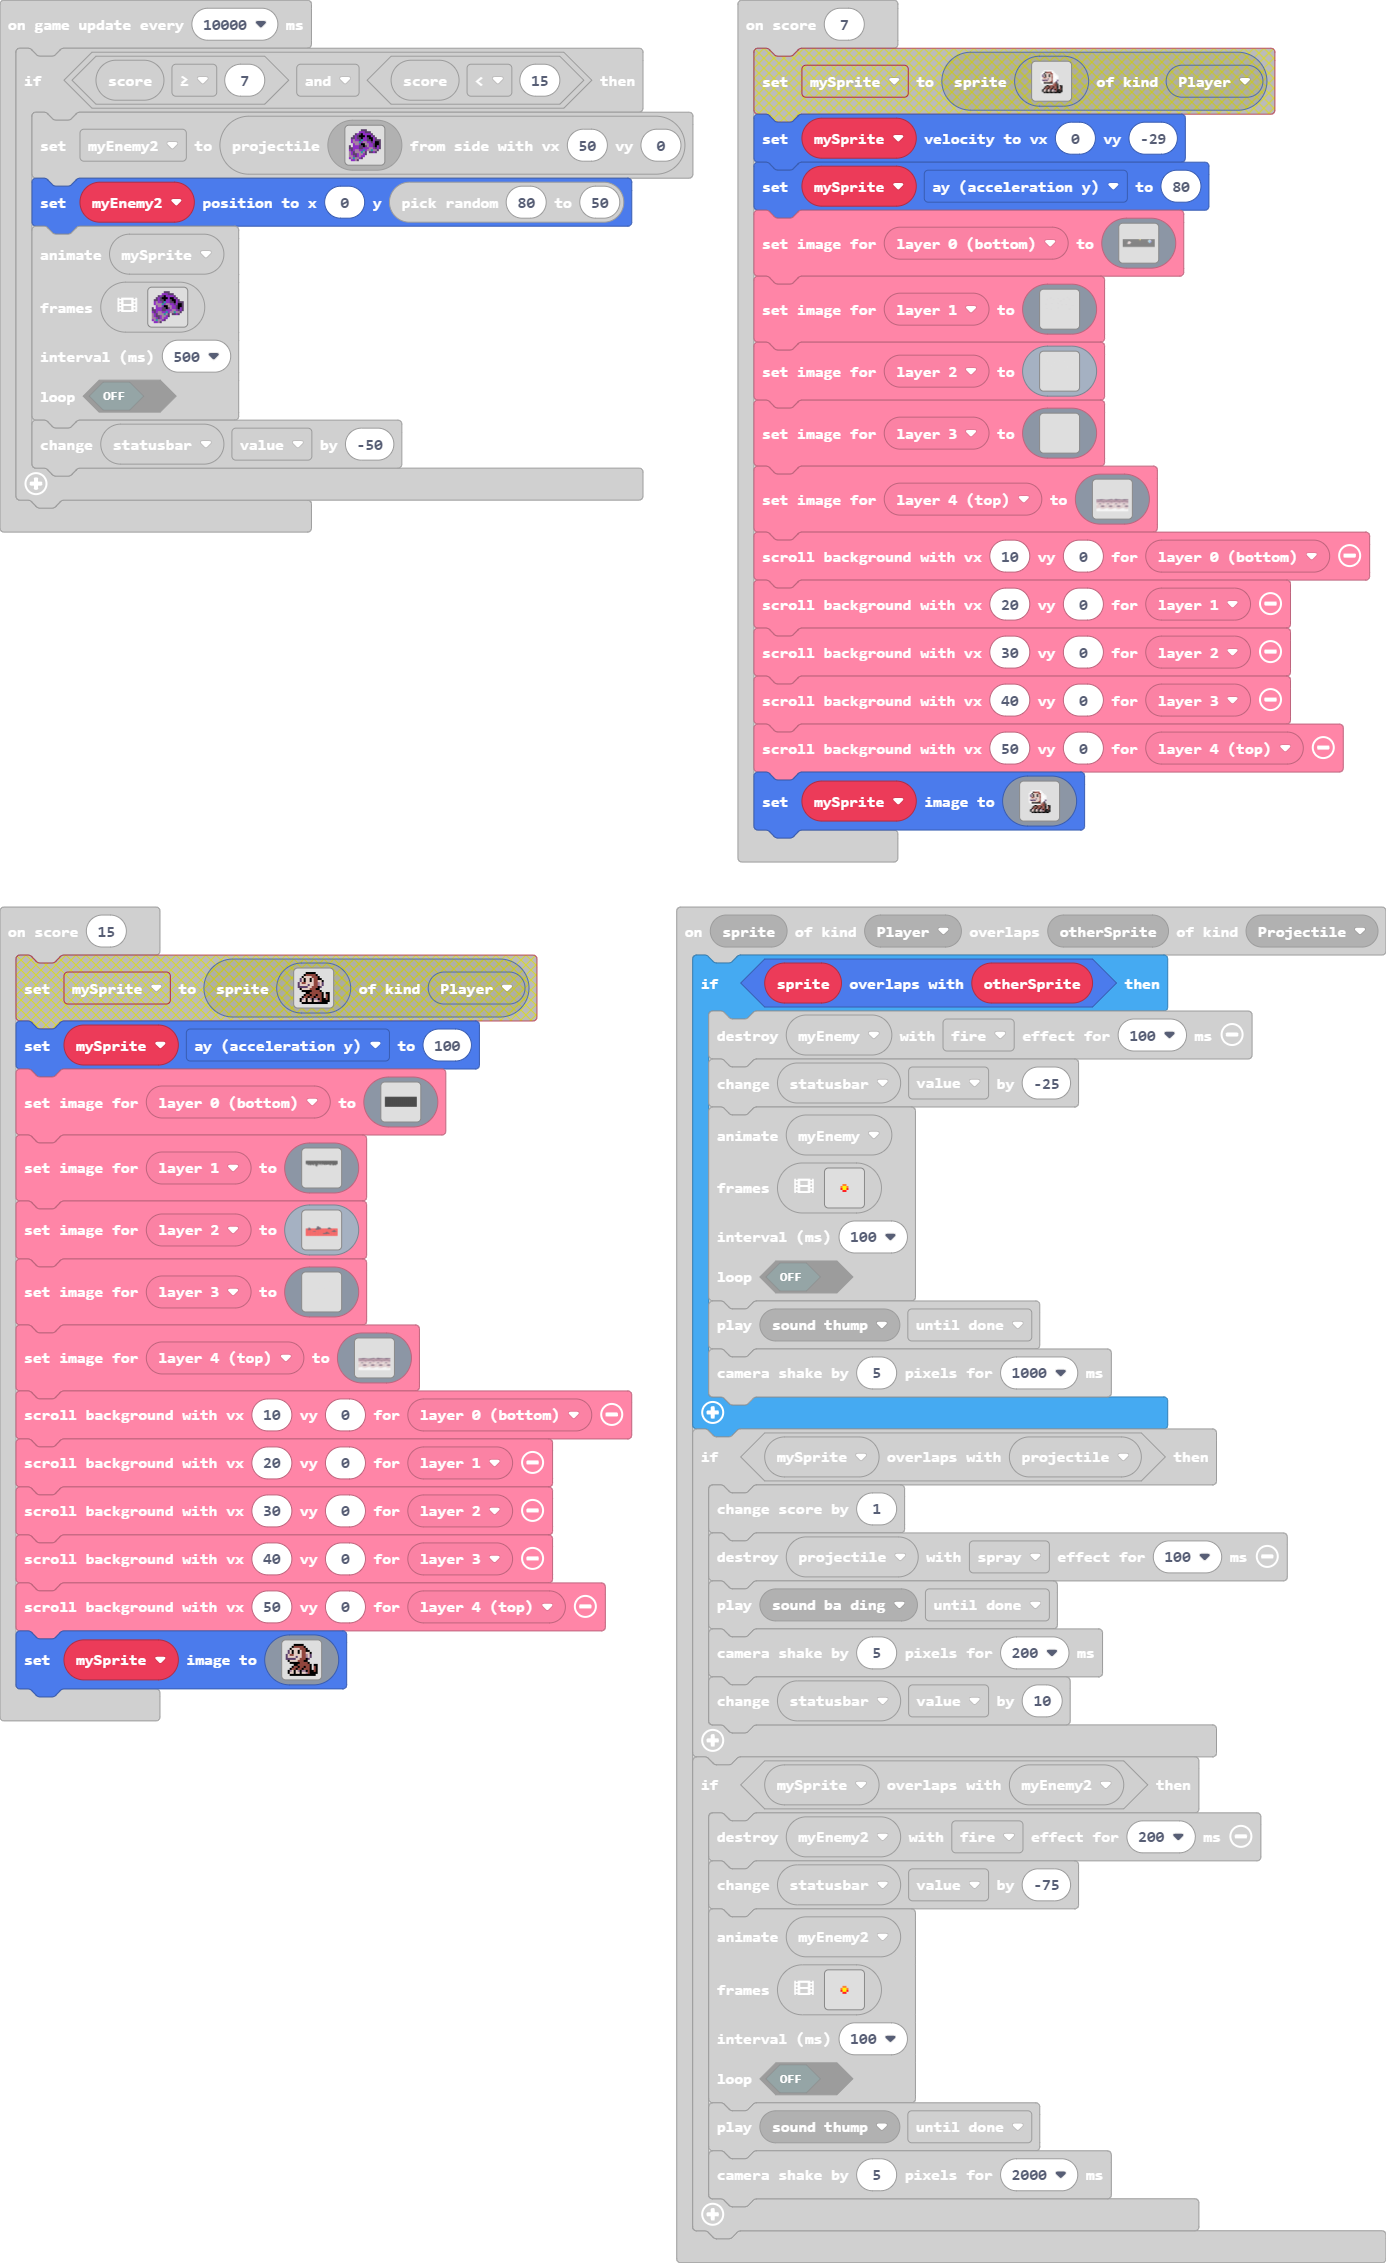 on game update every 10000 ms
if score ≥ 7 and score < 15 then
set myEnemy2 to projectile from side with vx 50 vy 0
set myEnemy2 position to x 0 y pick random 80 to 50
animate mySprite
frames
interval (ms) 500
loop OFF
change statusbar value by -50
on score 7
set mySprite to sprite of kind Player
set mySprite velocity to vx 0 vy -29
set mySprite ay (acceleration y) to 80
set image for layer 0 (bottom) to
set image for layer 1 to
set image for layer 2 to
set image for layer 3 to
set image for layer 4 (top) to
scroll background with vx 10 vy 0 for layer 0 (bottom)
scroll background with vx 20 vy 0 for layer 1
scroll background with vx 30 vy 0 for layer 2
scroll background with vx 40 vy 0 for layer 3
scroll background with vx 50 vy 0 for layer 4 (top)
set mySprite image to
on score 15
set mySprite to sprite of kind Player
set mySprite ay (acceleration y) to 100
set image for layer 0 (bottom) to
set image for layer 1 to
set image for layer 2 to
set image for layer 3 to
set image for layer 4 (top) to
scroll background with vx 10 vy 0 for layer 0 (bottom)
scroll background with vx 20 vy 0 for layer 1
scroll background with vx 30 vy 0 for layer 2
scroll background with vx 40 vy 0 for layer 3
scroll background with vx 50 vy 0 for layer 4 (top)
set mySprite image to
on sprite of kind Player overlaps otherSprite of kind Projectile
if sprite overlaps with otherSprite then
destroy myEnemy with fire effect for 100 ms
change statusbar value by -25
animate myEnemy
frames
interval (ms) 100
loop OFF
play sound thump until done
camera shake by 5 pixels for 1000 ms
if mySprite overlaps with projectile then
change score by 1
destroy projectile with spray effect for 100 ms
play sound ba ding until done
camera shake by 5 pixels for 200 ms
change statusbar value by 10
if mySprite overlaps with myEnemy2 then
destroy myEnemy2 with fire effect for 200 ms
change statusbar value by -75
animate myEnemy2
frames
interval (ms) 100
loop OFF
play sound thump until done
camera shake by 5 pixels for 2000 ms